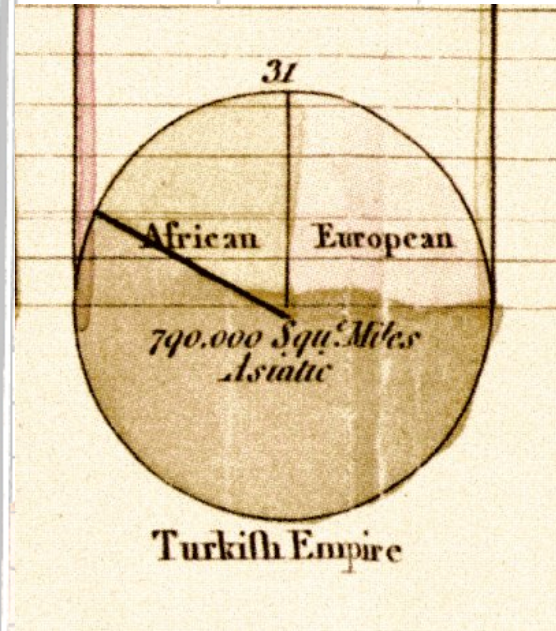 31
African European
790.000 Squ.ᵉ Miles
Asiatic
Turkiſh Empire